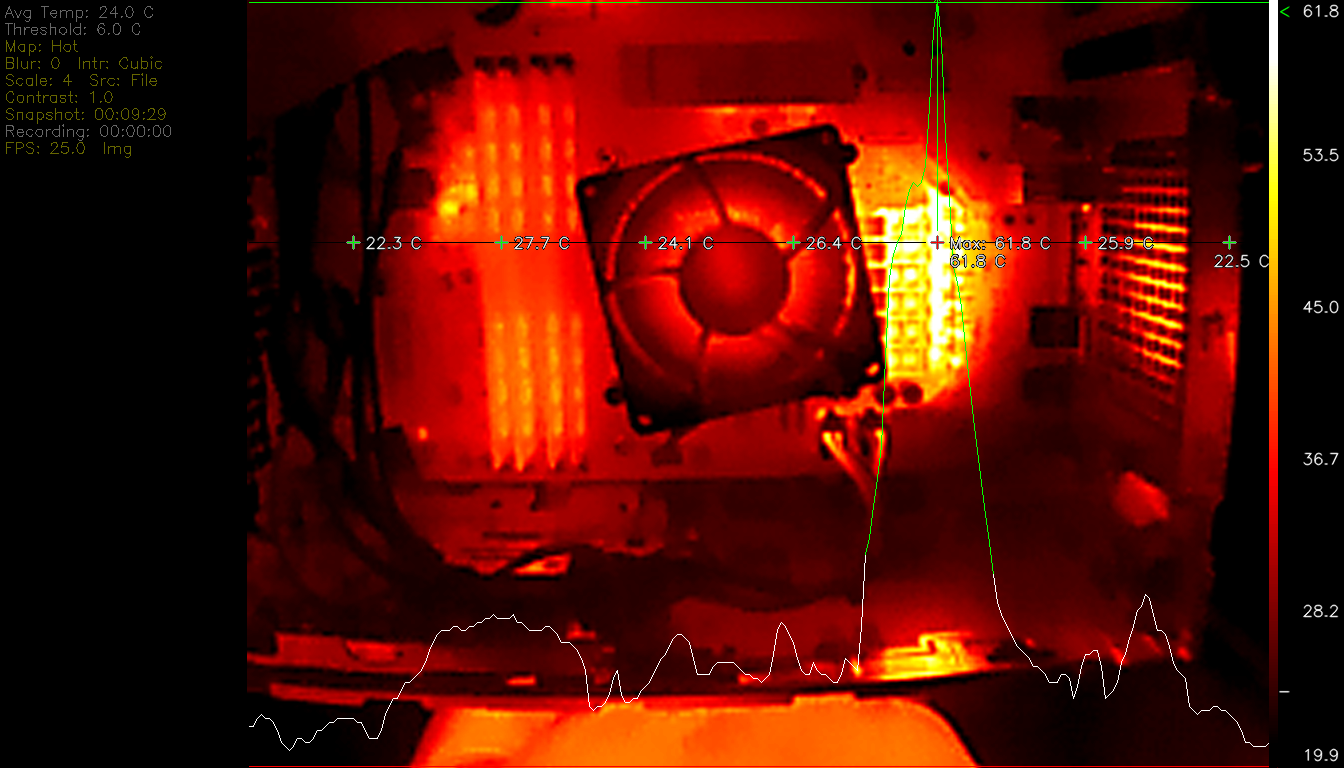 Avg Temp: 24.0 C
Threshold: 6.0 C
Map: Hot
Blur: 0 Intr: Cubic
Scale: 4 Src: File
Contrast: 1.0
Snapshot: 00:09:29
Recording: 00:00:00
FPS: 25.0 Img
22.3 C
27.7 C
24.1 C
26.4 C
Max: 61.8 C
61.8 C
25.9 C
22.5 C
< 61.8
53.5
45.0
36.7
28.2
19.9